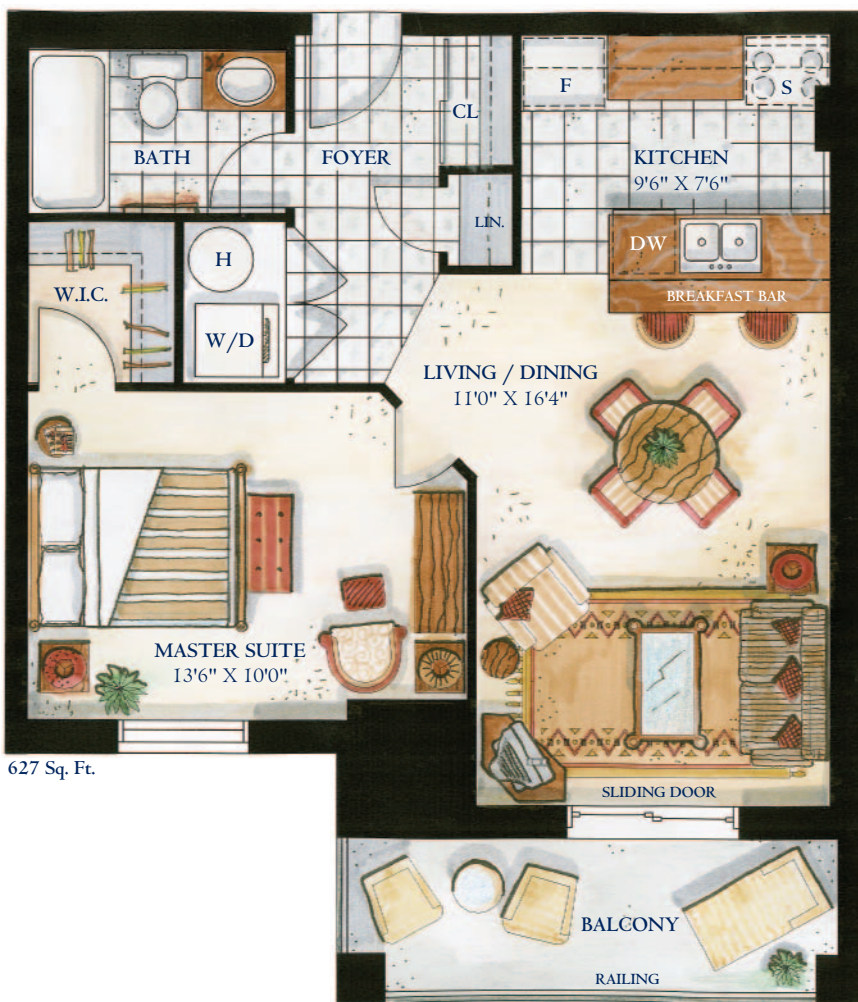 F
S
CL
BATH
FOYER
KITCHEN
9'6" X 7'6"
LIN.
DW
H
W.I.C.
BREAKFAST BAR
W/D
LIVING / DINING
11'0" X 16'4"
MASTER SUITE
13'6" X 10'0"
627 Sq. Ft.
SLIDING DOOR
BALCONY
RAILING